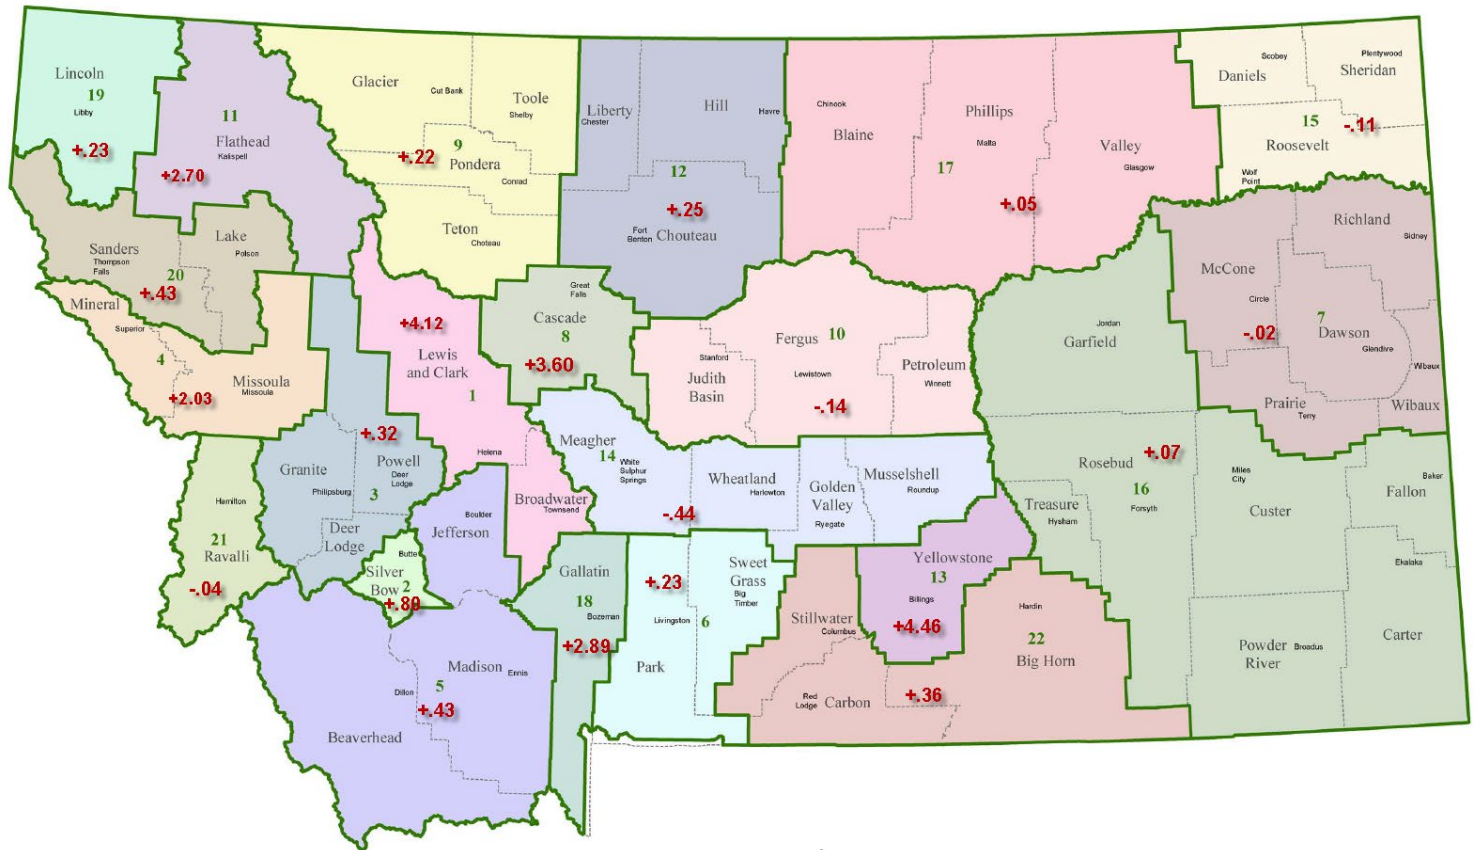 Lincoln
19
Libby
+.23
11
Flathead
Kalispell
+2.70
Glacier
Cut Bank
Toole
Shelby
9
+.22
Pondera
Conrad
Teton
Choteau
Liberty
Chester
Hill
Havre
12
+.25
Fort
Benton
Chouteau
Chinook
Blaine
Phillips
Malta
17
Valley
Glasgow
+.05
Scobey
Daniels
Plentywood
Sheridan
15
-.11
Roosevelt
Wolf
Point
Sanders
Thompson
Falls
Lake
Polson
20
+.43
Mineral
Superior
4
Missoula
Missoula
+2.03
+4.12
Lewis
and Clark
1
Helena
Broadwater
Townsend
Great
Falls
Cascade
8
+3.60
Fergus
10
Stanford
Judith
Basin
Lewistown
Petroleum
Winnett
-.14
Jordan
Garfield
Richland
Sidney
McCone
Circle
-.02
7
Dawson
Glendive
Wibaux
Prairie
Terry
Wibaux
+.32
Granite
Philipsburg
Powell
Deer
Lodge
3
Deer
Lodge
Hamilton
21
Ravalli
-.04
Butte
Silver
Bow
2
+.89
Boulder
Jefferson
Meagher
14
White
Sulphur
Springs
Wheatland
Harlowton
-.44
Golden
Valley
Ryegate
Musselshell
Roundup
Rosebud
+.07
16
Forsyth
Treasure
Hysham
Miles
City
Custer
Baker
Fallon
Ekalaka
Carter
Powder
River
Broadus
Gallatin
18
Bozeman
+2.89
+.23
Livingston
6
Park
Sweet
Grass
Big
Timber
Yellowstone
13
Billings
+4.46
Stillwater
Columbus
Red
Lodge
Carbon
+.36
Hardin
22
Big Horn
Madison
Ennis
5
Dillon
+.43
Beaverhead